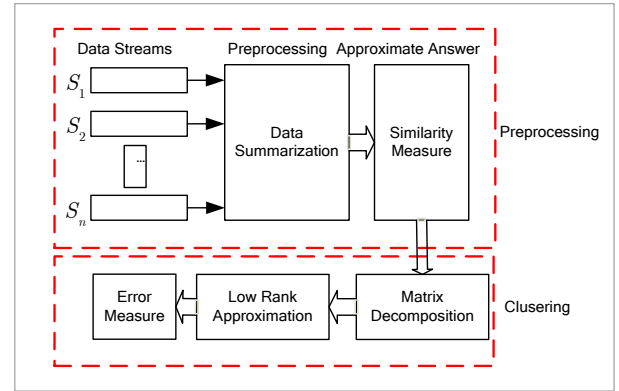 Data Streams Preprocessing Approximate Answer
S1
S2
...
Sn
Data
Summarization
Similarity
Measure
Preprocessing
Error
Measure
Low Rank
Approximation
Matrix
Decomposition
Clusering